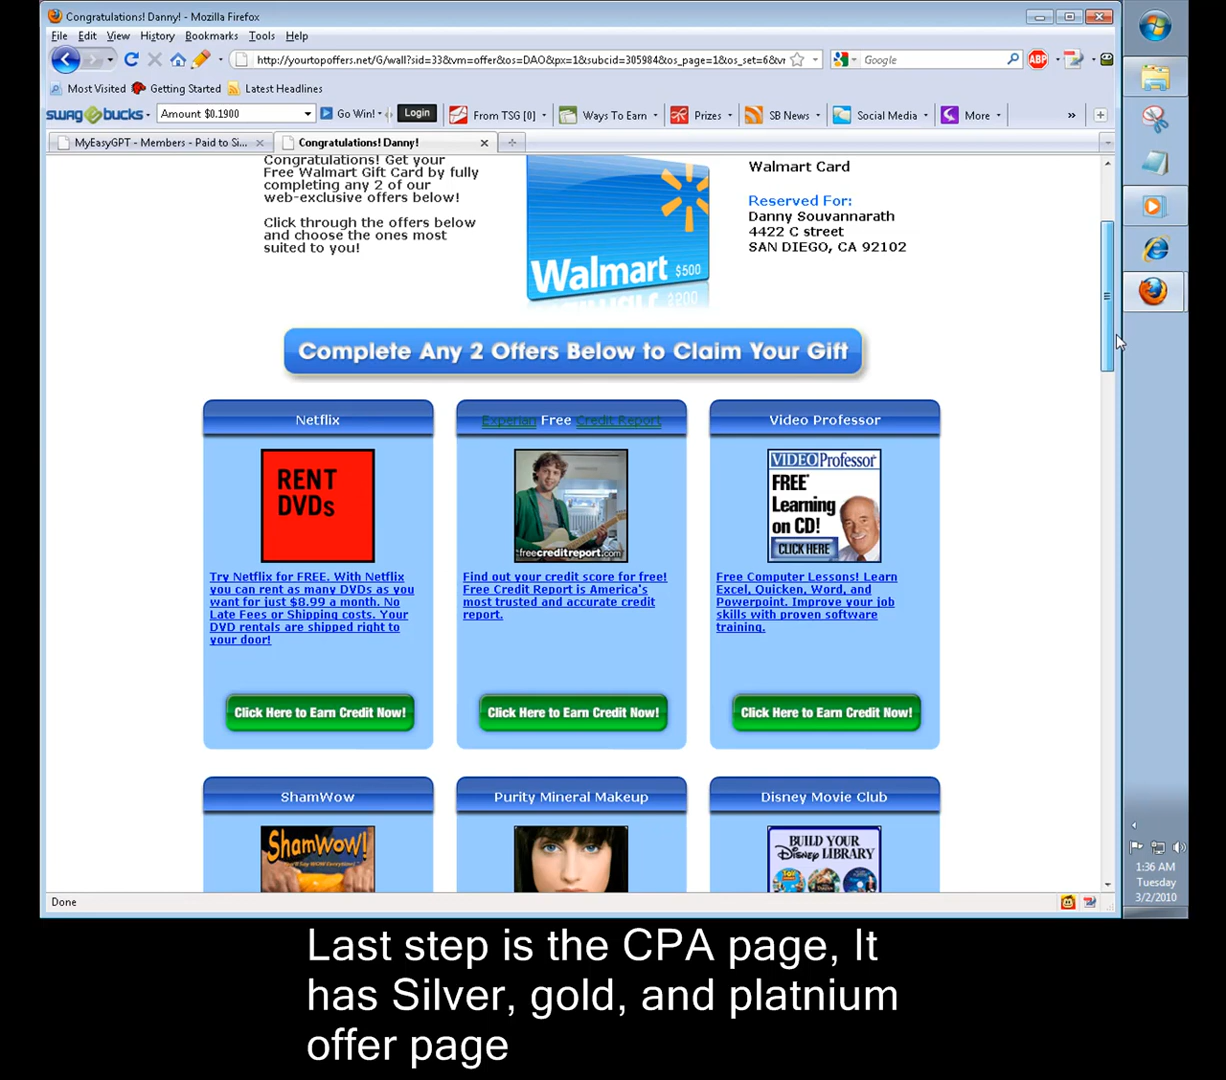 Congratulations! Danny! - Mozilla Firefox
File Edit View History Bookmarks Tools Help
http://yourtopoffers.net/G/wall?sid=33&vm=offer&os=DAO&px=1&subcid=305984&os_page=1&os_set=6&vr
Google
ABP
Most Visited Getting Started Latest Headlines
swagbucks Amount $0.1900 Go Win! Login From TSG [0] Ways To Earn Prizes SB News Social Media More »
MyEasyGPT - Members - Paid to Si... Congratulations! Danny!
Congratulations! Get your
Free Walmart Gift Card by fully
completing any 2 of our
web-exclusive offers below!
Click through the offers below
and choose the ones most
suited to you!
Walmart $500
Walmart Card
Reserved For:
Danny Souvannarath
4422 C street
SAN DIEGO, CA 92102
Complete Any 2 Offers Below to Claim Your Gift
Netflix
RENT
DVDs
Try Netflix for FREE. With Netflix
you can rent as many DVDs as you
want for just $8.99 a month. No
Late Fees or Shipping costs. Your
DVD rentals are shipped right to
your door!
Click Here to Earn Credit Now!
Experian Free Credit Report
freecreditreport.com
Find out your credit score for free!
Free Credit Report is America's
most trusted and accurate credit
report.
Click Here to Earn Credit Now!
Video Professor
VIDEOProfessor
FREE*
Learning
on CD!
CLICK HERE
Free Computer Lessons! Learn
Excel, Quicken, Word, and
Powerpoint. Improve your job
skills with proven software
training.
Click Here to Earn Credit Now!
ShamWow
ShamWow!
Purity Mineral Makeup
Disney Movie Club
BUILD YOUR
DISNEY LIBRARY
Done
1:36 AM
Tuesday
3/2/2010
Last step is the CPA page, It
has Silver, gold, and platnium
offer page